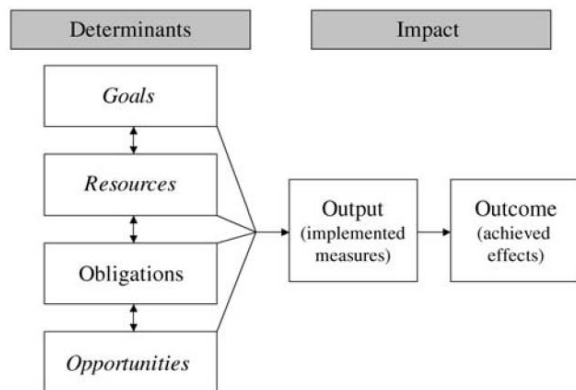 Determinants
Impact
Goals
Resources
Obligations
Opportunities
Output
(implemented
measures)
Outcome
(achieved
effects)